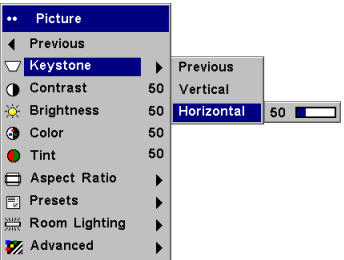 Picture
Previous
Keystone
Contrast 50
Brightness 50
Color 50
Tint 50
Aspect Ratio
Presets
Room Lighting
Advanced
Previous
Vertical
Horizontal 50